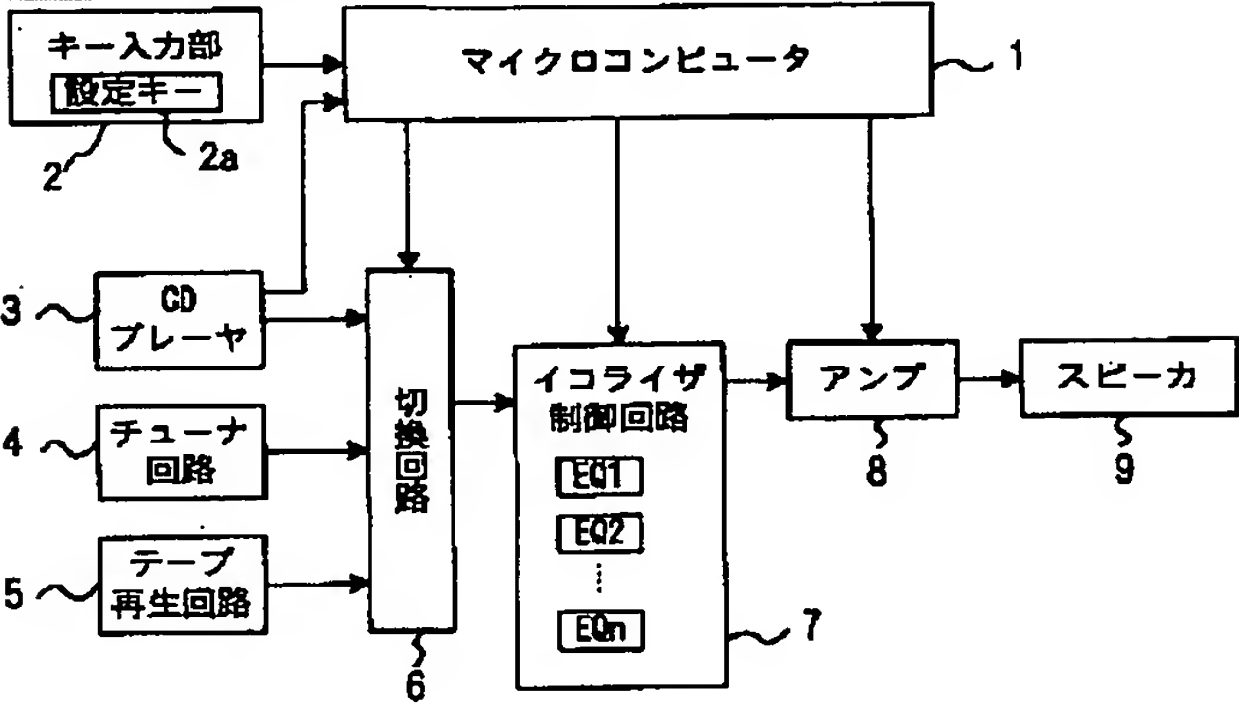 キー入力部
設定キー
2
2a
マイクロコンピュータ
1
3
CD
プレーヤ
4
チューナ
回路
5
テープ
再生回路
切換回路
6
イコライザ
制御回路
EQ1
EQ2
EQn
7
アンプ
8
スピーカ
9